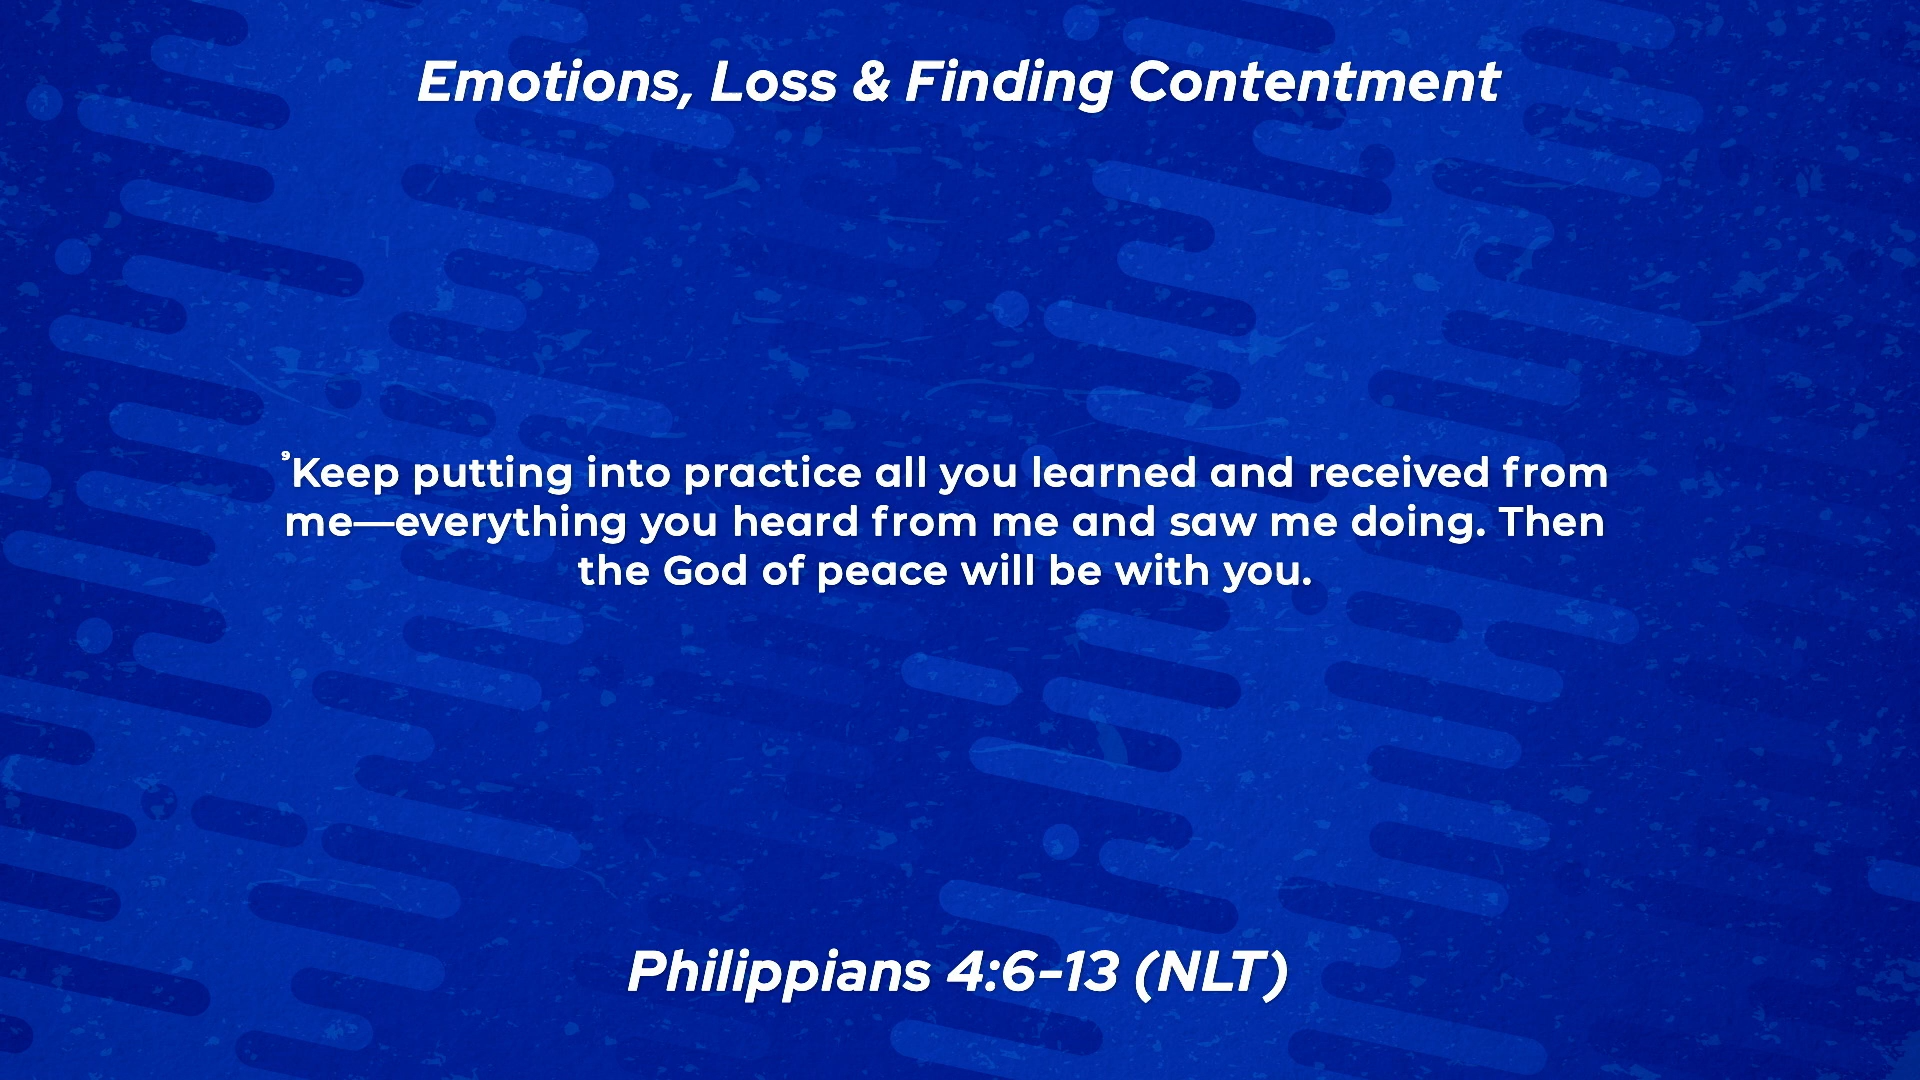 Emotions, Loss & Finding Contentment
⁹Keep putting into practice all you learned and received from
me—everything you heard from me and saw me doing. Then
the God of peace will be with you.
Philippians 4:6-13 (NLT)